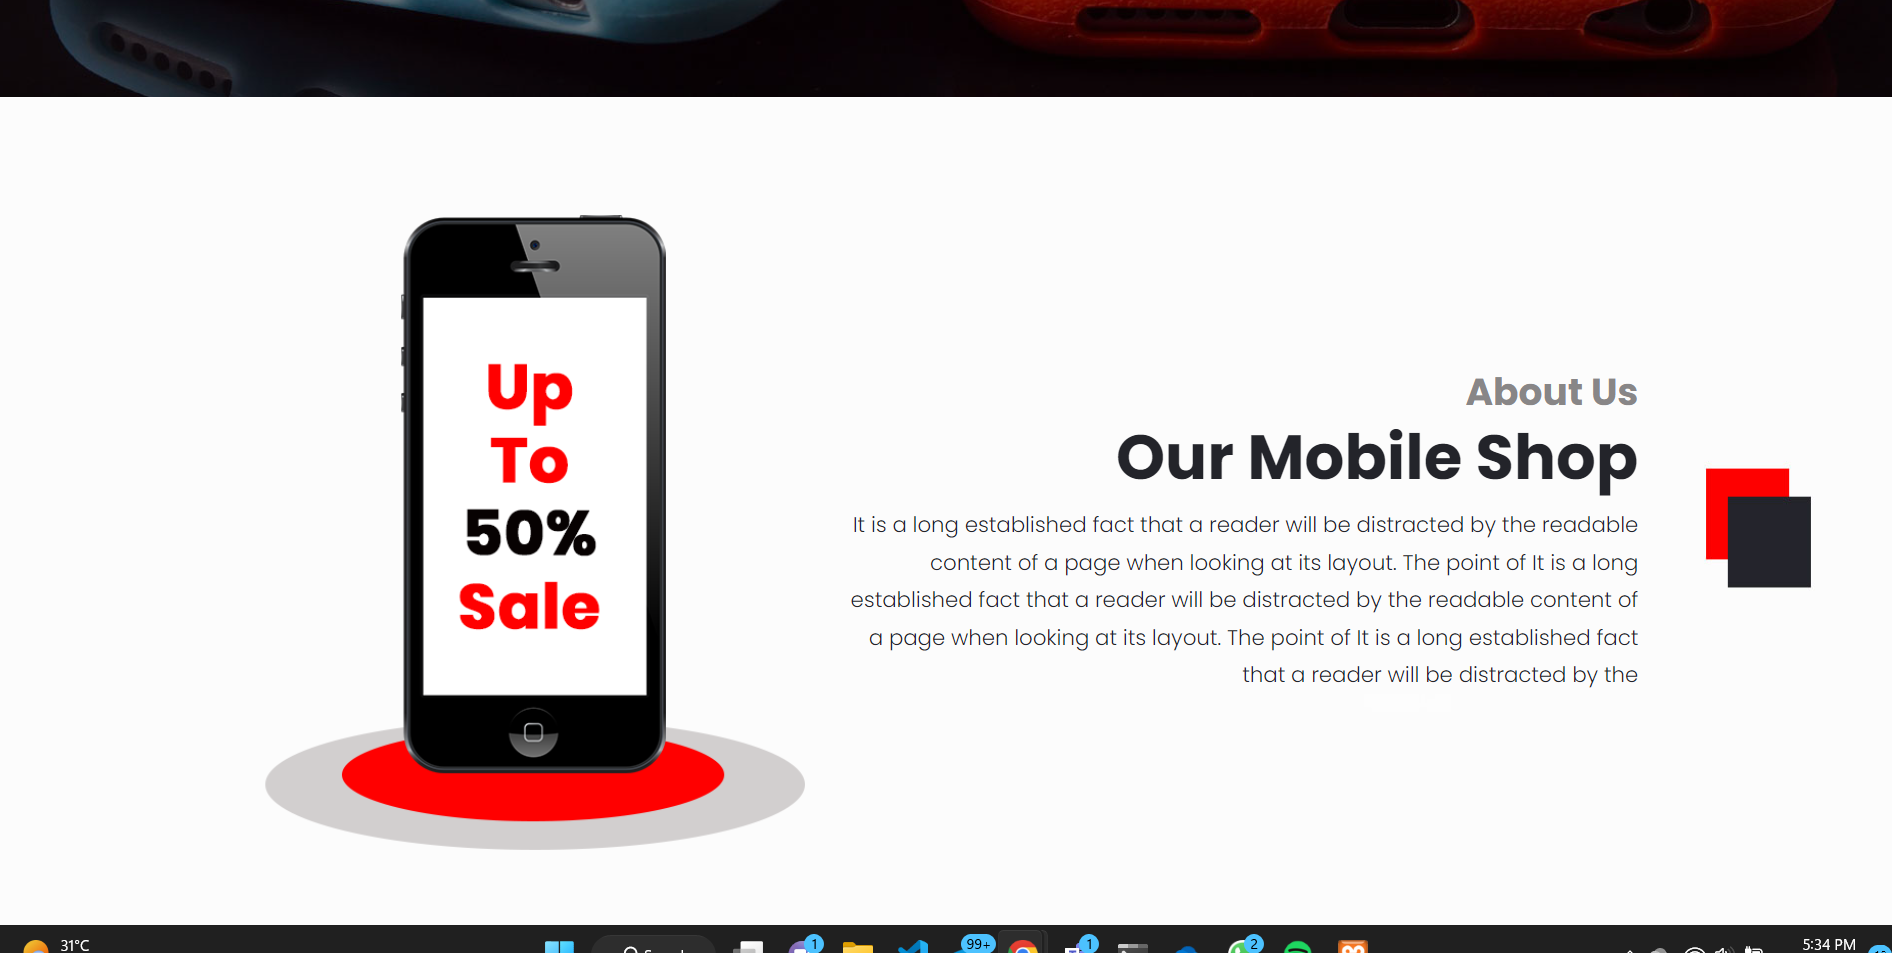 Up
To
50%
Sale
About Us
Our Mobile Shop
It is a long established fact that a reader will be distracted by the readable
content of a page when looking at its layout. The point of It is a long
established fact that a reader will be distracted by the readable content of
a page when looking at its layout. The point of It is a long established fact
that a reader will be distracted by the
31°C
1
99+
1
2
5:34 PM